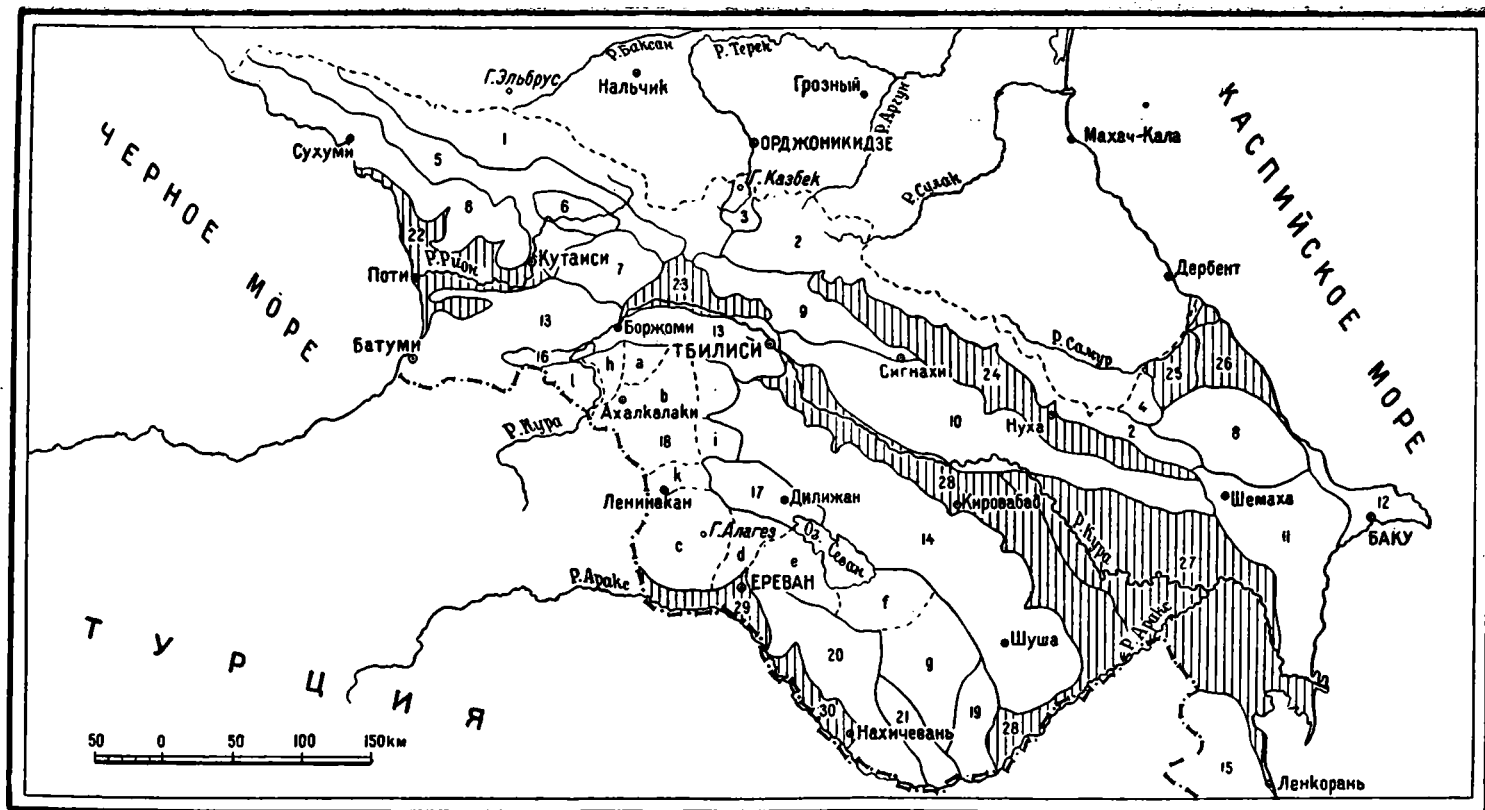 Р.Баксан
Р.Терек
Г.Эльбрус
Нальчик
Грозный
Р.Аргун
КАСПИЙСКОЕ МОРЕ
ЧЕРНОЕ МОРЕ
Сухуми
1
5
ОРДЖОНИКИДЗЕ
Махач-Кала
Г.Казбек
Р.Сулак
3
2
6
8
22
Р.Рион
Кутаиси
7
Поти
23
9
Дербент
13
Боржоми
13
ТБИЛИСИ
Батуми
16
h
a
l
b
Ахалкалаки
Р.Кура
18
i
k
Сигнахи
24
Р.Самур
25
26
4
10
Нуха
2
8
Ленинакан
17
Дилижан
28
Кировабад
Шемаха
12
БАКУ
11
Г.Алагез
Оз. Севан
14
Р.Кура
27
c
d
e
Р.Аракс
ЕРЕВАН
29
f
Шуша
Р.Аракс
ТУРЦИЯ
20
g
30
21
19
28
Нахичевань
15
Ленкорань
50 0 50 100 150км